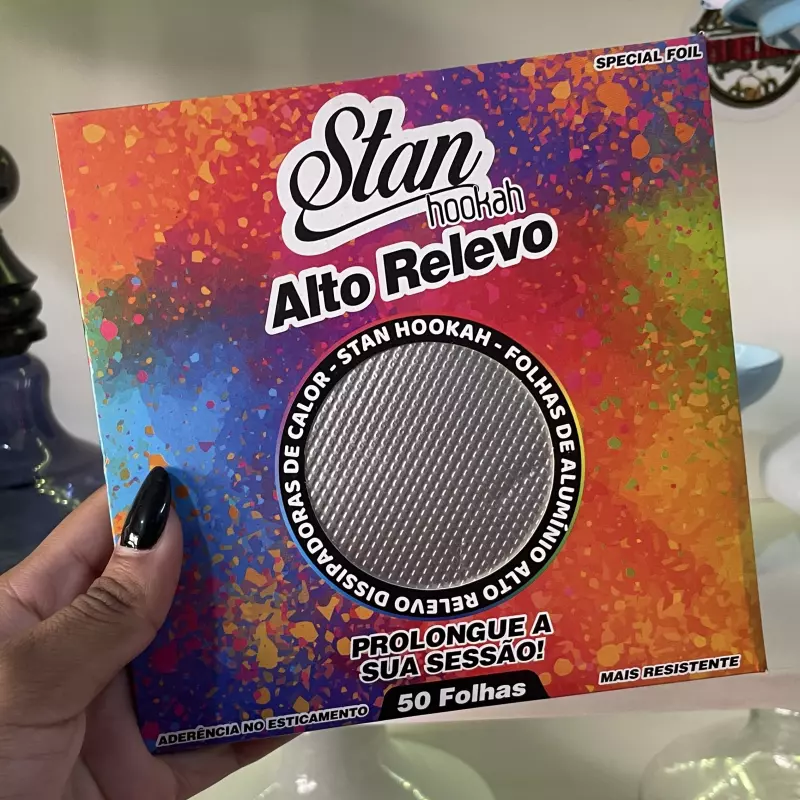 SPECIAL FOIL
Stan
hookah
Alto Relevo
STAN HOOKAH - FOLHAS DE ALUMÍNIO ALTO RELEVO DISSIPADORAS DE CALOR -
PROLONGUE A
SUA SESSÃO!
50 Folhas
ADERÊNCIA NO ESTICAMENTO
MAIS RESISTENTE